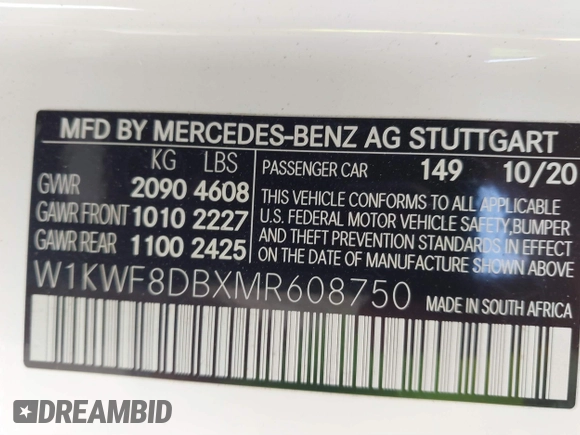 MFD BY MERCEDES-BENZ AG STUTTGART
KG LBS
GVWR 2090 4608
GAWR FRONT 1010 2227
GAWR REAR 1100 2425
PASSENGER CAR 149 10/20
THIS VEHICLE CONFORMS TO ALL APPLICABLE
U.S. FEDERAL MOTOR VEHICLE SAFETY,BUMPER
AND THEFT PREVENTION STANDARDS IN EFFECT
ON THE DATE OF MANUFACTURE SHOWN ABOVE.
W1KWF8DBXMR608750
MADE IN SOUTH AFRICA
DREAMBID